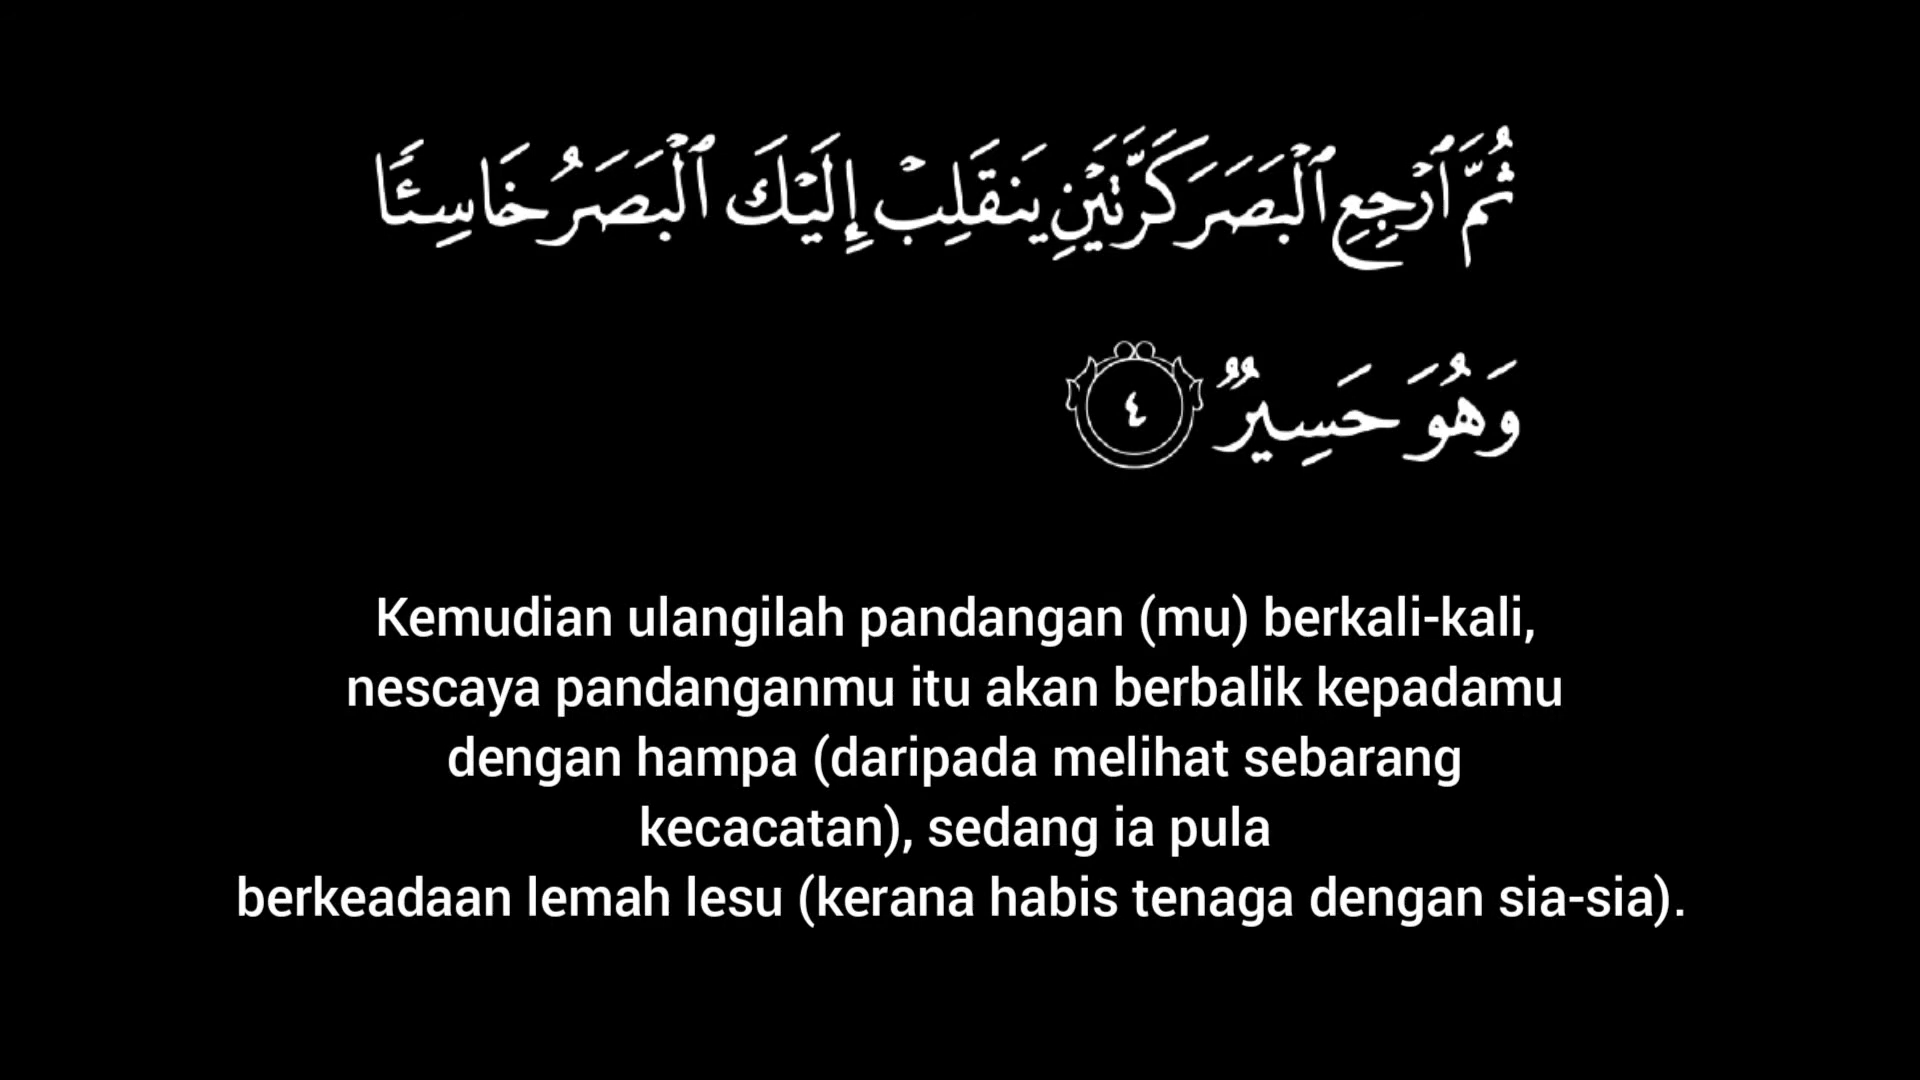 ثُمَّ ٱرْجِعِ ٱلْبَصَرَ كَرَّتَيْنِ يَنقَلِبْ إِلَيْكَ ٱلْبَصَرُ خَاسِئًا
وَهُوَ حَسِيرٌ ٤
Kemudian ulangilah pandangan (mu) berkali-kali,
nescaya pandanganmu itu akan berbalik kepadamu
dengan hampa (daripada melihat sebarang
kecacatan), sedang ia pula
berkeadaan lemah lesu (kerana habis tenaga dengan sia-sia).